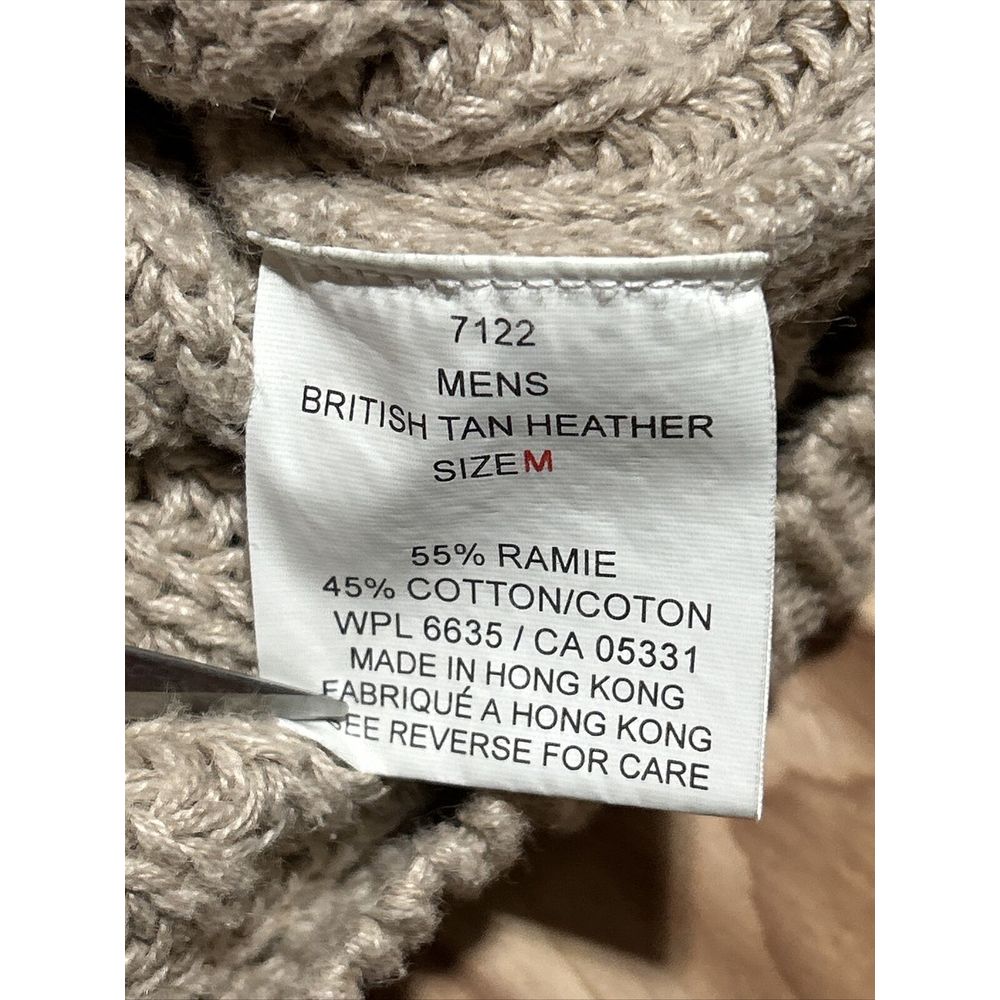 7122
MENS
BRITISH TAN HEATHER
SIZE M
55% RAMIE
45% COTTON/COTON
WPL 6635 / CA 05331
MADE IN HONG KONG
FABRIQUÉ A HONG KONG
SEE REVERSE FOR CARE